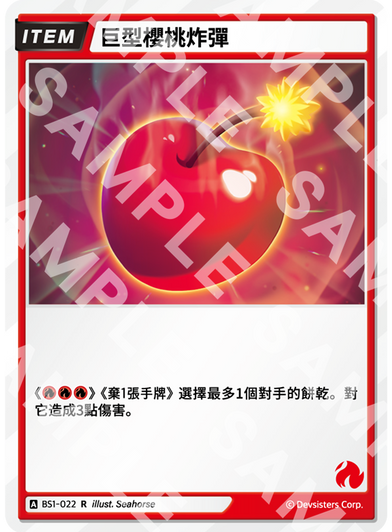 ITEM 巨型櫻桃炸彈
《》《棄1張手牌》選擇最多1個對手的餅乾。對
它造成3點傷害。
A BS1-022 R illust. Seahorse © Devsisters Corp.
SAMPLE SAMPLE SAMPLE SAMPLE